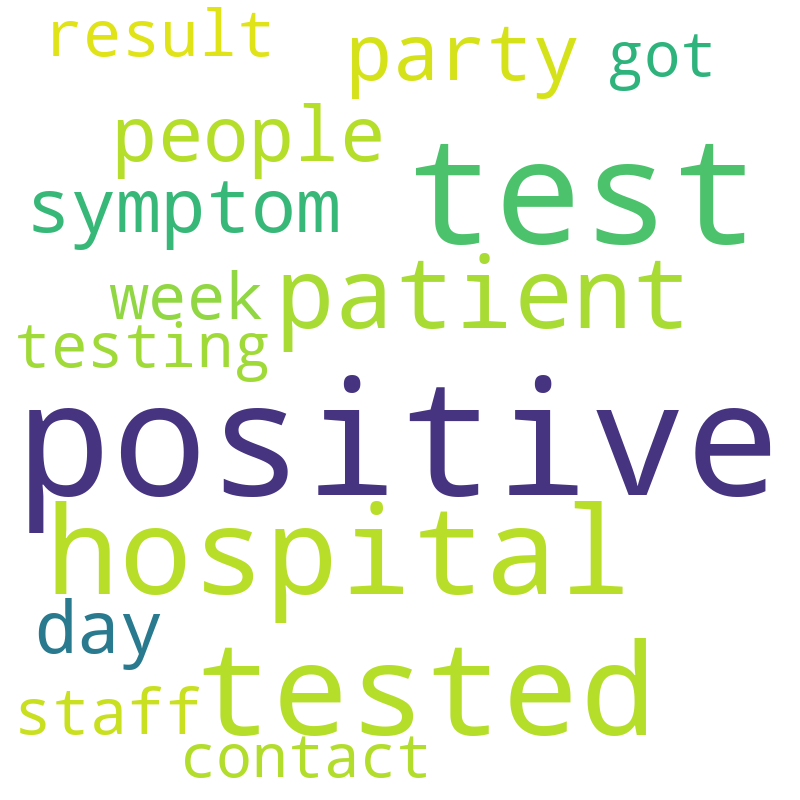 result party got
people
test
symptom
patient
week
testing
positive
hospital
day
tested
staff
contact